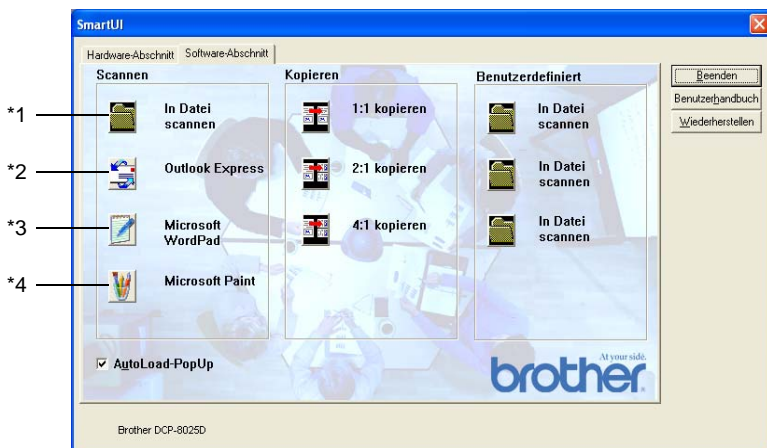 SmartUI
Hardware-Abschnitt Software-Abschnitt
Scannen Kopieren Benutzerdefiniert
Beenden
Benutzerhandbuch
Wiederherstellen
*1 In Datei scannen
1:1 kopieren
In Datei scannen
*2 Outlook Express
2:1 kopieren
In Datei scannen
*3 Microsoft WordPad
4:1 kopieren
In Datei scannen
*4 Microsoft Paint
AutoLoad-PopUp
At your side.
brother
Brother DCP-8025D